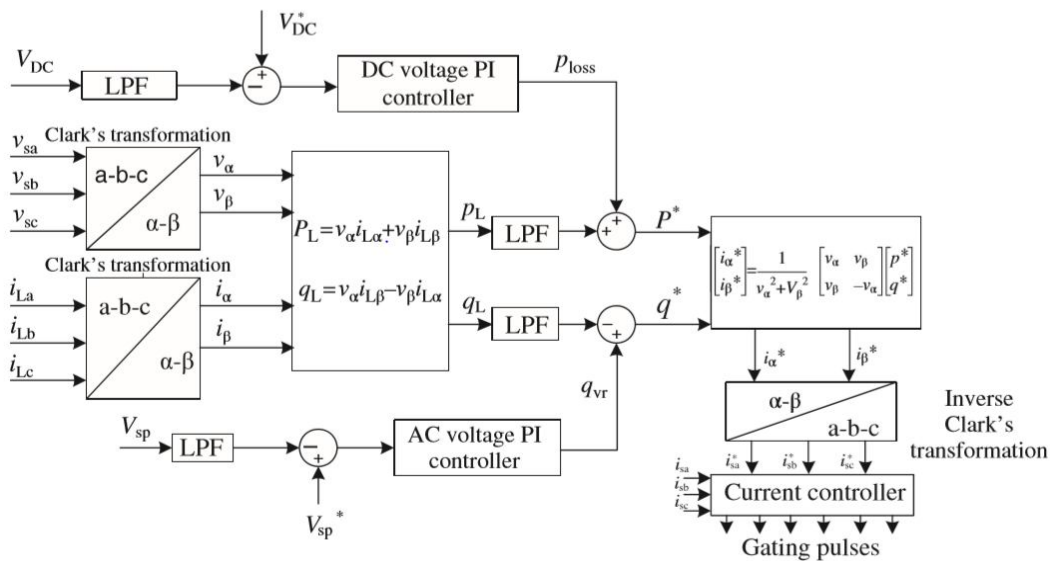 V*DC
VDC
LPF
DC voltage PI
controller
ploss
Clark's transformation
vsa
vsb
vsc
a-b-c
α-β
vα
vβ
PL=vαiLα+vβiLβ
qL=vαiLβ−vβiLα
pL
LPF
P*
qL
LPF
q*
[iα*
iβ*]=1/(vα²+Vβ²) [vα vβ
vβ −vα][p*
q*]
Clark's transformation
iLa
iLb
iLc
a-b-c
α-β
iα
iβ
qvr
Vsp
LPF
AC voltage PI
controller
Vsp*
iα*
iβ*
α-β
a-b-c
Inverse
Clark's
transformation
i*sa
i*sb
i*sc
isa
isb
isc
Current controller
Gating pulses